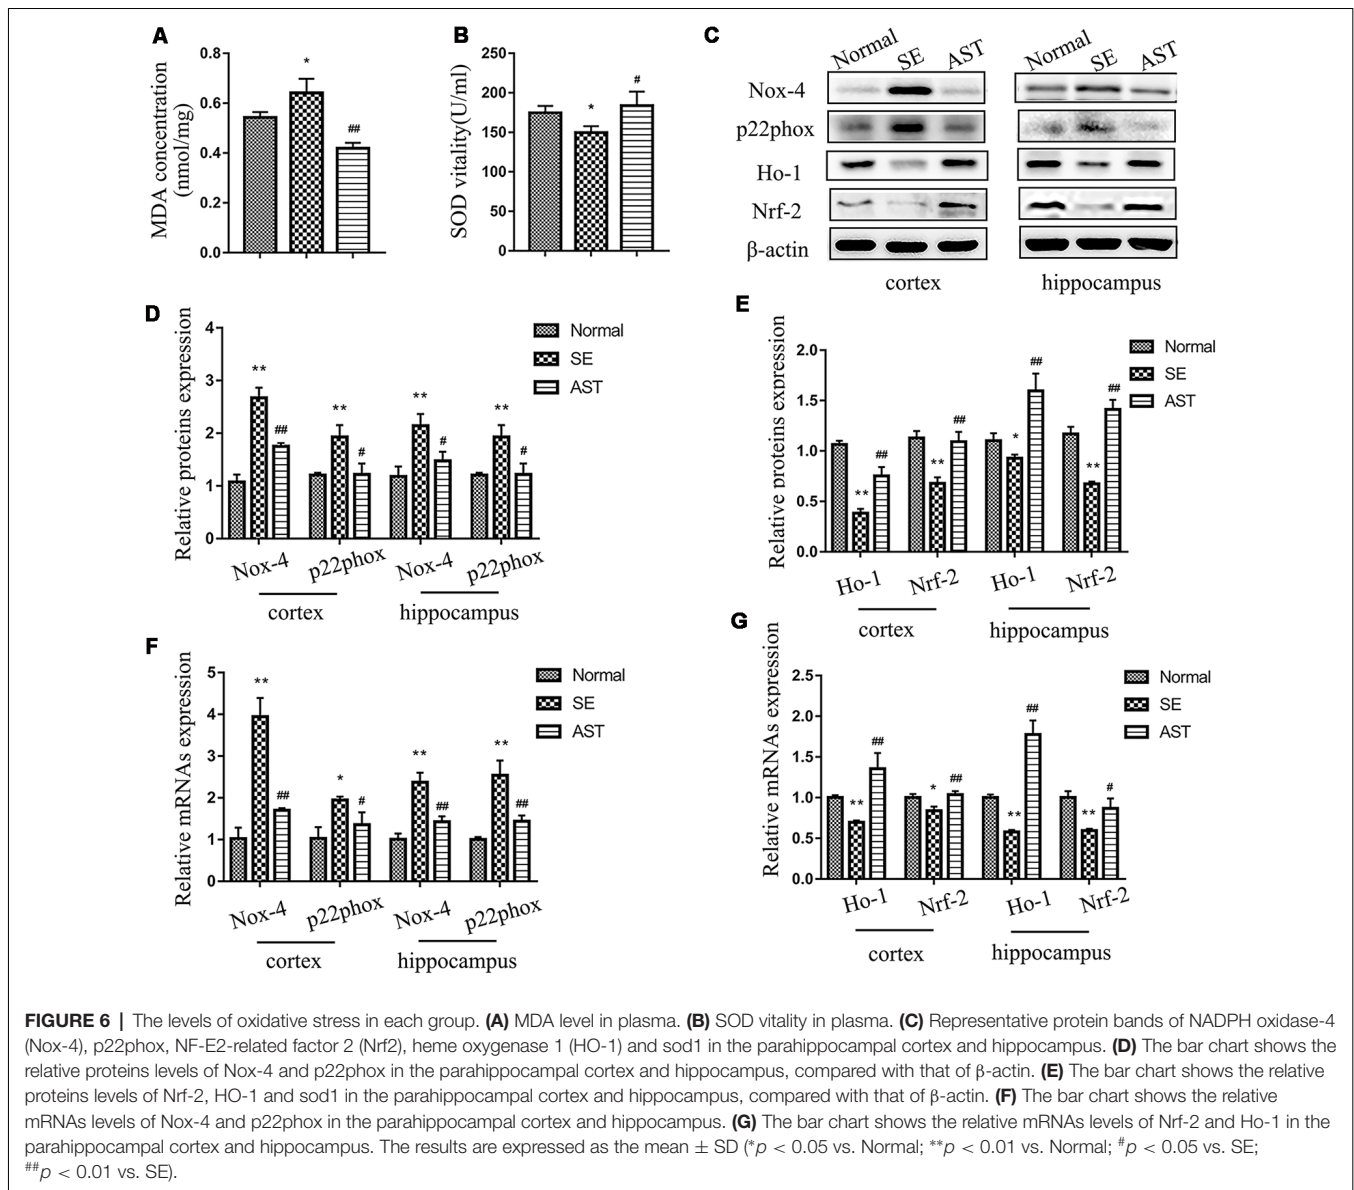 A
MDA concentration
(nmol/mg)
0.8
0.6
0.4
0.2
0.0
*
##
B
SOD vitality(U/ml)
250
200
150
100
50
0
*
#
C
Normal SE AST
Normal SE AST
Nox-4
p22phox
Ho-1
Nrf-2
β-actin
cortex
hippocampus
D
Relative proteins expression
4
3
2
1
0
** ## ** # ** # ** #
Normal
SE
AST
Nox-4 p22phox Nox-4 p22phox
cortex hippocampus
E
Relative proteins expression
2.0
1.5
1.0
0.5
0.0
** ## ** ## * ## ** ##
Normal
SE
AST
Ho-1 Nrf-2 Ho-1 Nrf-2
cortex hippocampus
F
Relative mRNAs expression
5
4
3
2
1
0
** ## * # ** ## ** ##
Normal
SE
AST
Nox-4 p22phox Nox-4 p22phox
cortex hippocampus
G
Relative mRNAs expression
2.5
2.0
1.5
1.0
0.5
0.0
** ## * ## ** ## ** #
Normal
SE
AST
Ho-1 Nrf-2 Ho-1 Nrf-2
cortex hippocampus
FIGURE 6 | The levels of oxidative stress in each group. (A) MDA level in plasma. (B) SOD vitality in plasma. (C) Representative protein bands of NADPH oxidase-4
(Nox-4), p22phox, NF-E2-related factor 2 (Nrf2), heme oxygenase 1 (HO-1) and sod1 in the parahippocampal cortex and hippocampus. (D) The bar chart shows the
relative proteins levels of Nox-4 and p22phox in the parahippocampal cortex and hippocampus, compared with that of β-actin. (E) The bar chart shows the relative
proteins levels of Nrf-2, HO-1 and sod1 in the parahippocampal cortex and hippocampus, compared with that of β-actin. (F) The bar chart shows the relative
mRNAs levels of Nox-4 and p22phox in the parahippocampal cortex and hippocampus. (G) The bar chart shows the relative mRNAs levels of Nrf-2 and Ho-1 in the
parahippocampal cortex and hippocampus. The results are expressed as the mean ± SD (*p < 0.05 vs. Normal; **p < 0.01 vs. Normal; #p < 0.05 vs. SE;
##p < 0.01 vs. SE).